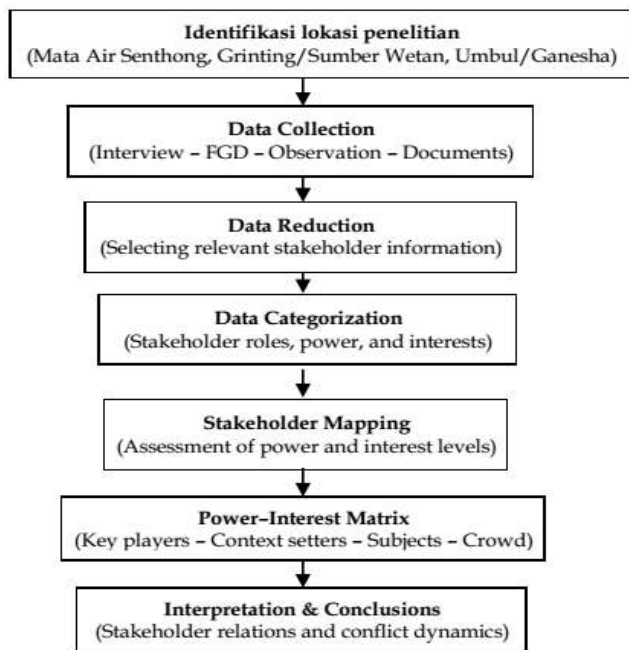 Identifikasi lokasi penelitian
(Mata Air Senthong, Grinting/Sumber Wetan, Umbul/Ganesha)
Data Collection
(Interview – FGD – Observation – Documents)
Data Reduction
(Selecting relevant stakeholder information)
Data Categorization
(Stakeholder roles, power, and interests)
Stakeholder Mapping
(Assessment of power and interest levels)
Power–Interest Matrix
(Key players – Context setters – Subjects – Crowd)
Interpretation & Conclusions
(Stakeholder relations and conflict dynamics)